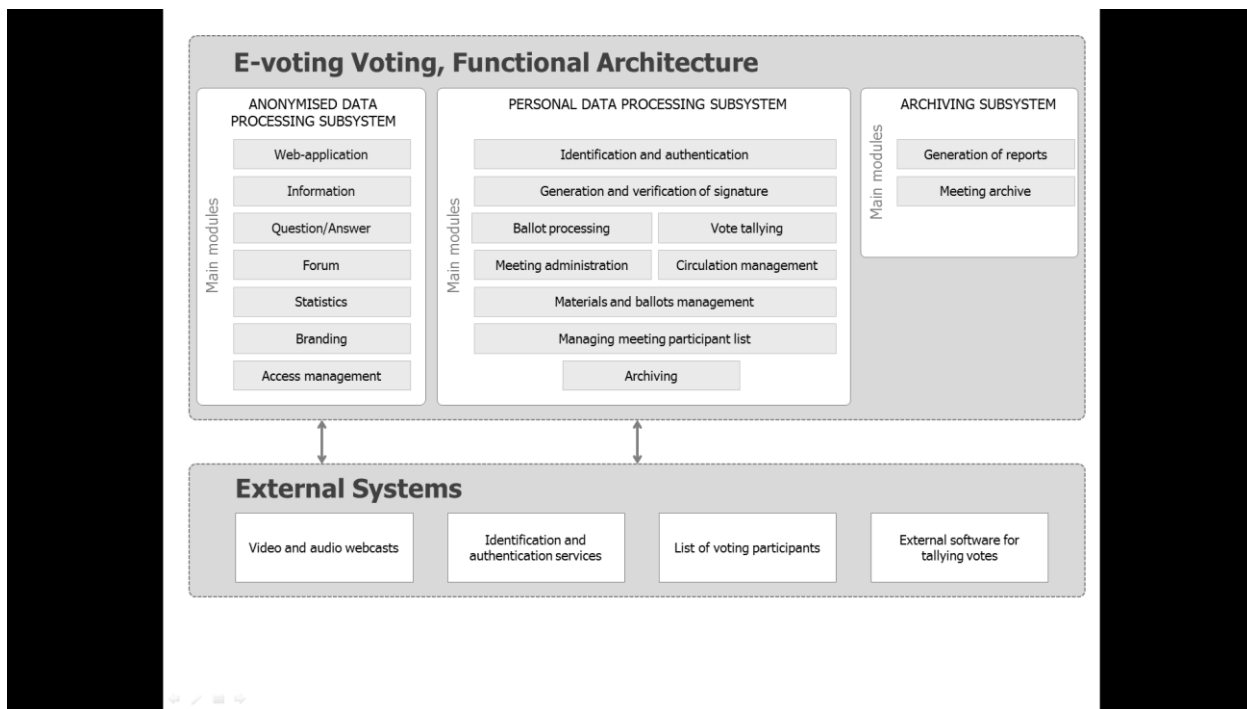 E-voting Voting, Functional Architecture
ANONYMISED DATA
PROCESSING SUBSYSTEM
Main modules
Web-application
Information
Question/Answer
Forum
Statistics
Branding
Access management
PERSONAL DATA PROCESSING SUBSYSTEM
Main modules
Identification and authentication
Generation and verification of signature
Ballot processing
Vote tallying
Meeting administration
Circulation management
Materials and ballots management
Managing meeting participant list
Archiving
ARCHIVING SUBSYSTEM
Main modules
Generation of reports
Meeting archive
External Systems
Video and audio webcasts
Identification and
authentication services
List of voting participants
External software for
tallying votes